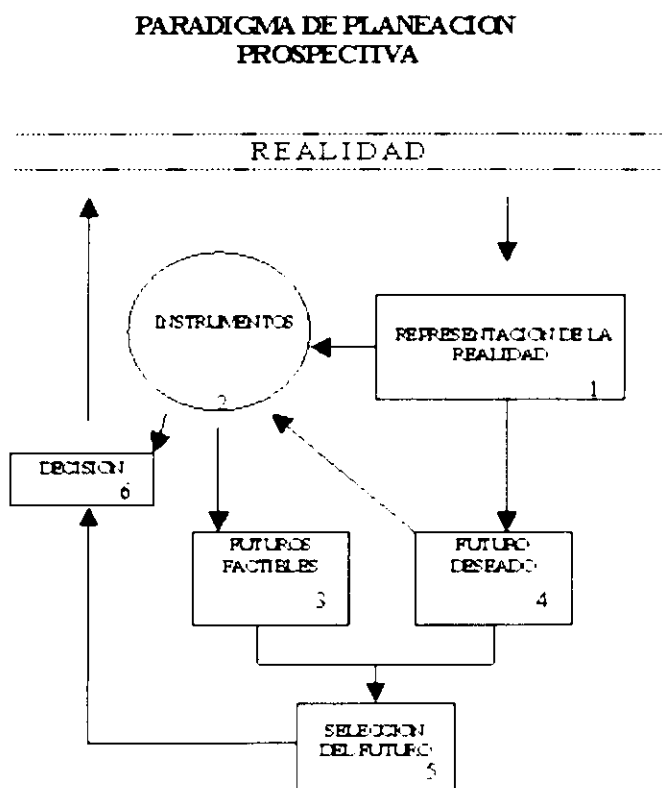 PARADIGMA DE PLANEACION
PROSPECTIVA
REALIDAD
INSTRUMENTOS
2
REPRESENTACION DE LA
REALIDAD
1
DECISION
6
FUTUROS
FACTIBLES
3
FUTURO
DESEADO
4
SELECCION
DEL FUTURO
5